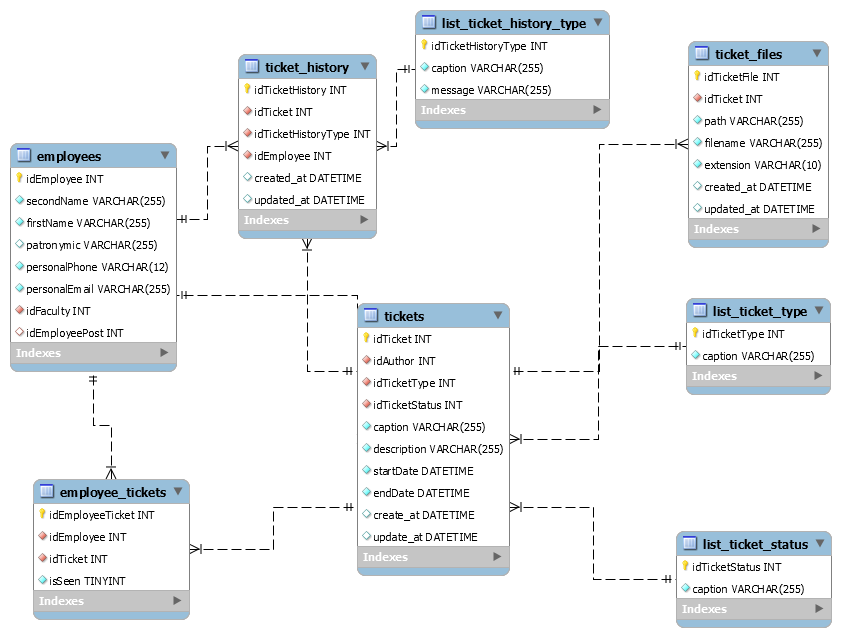 list_ticket_history_type
idTicketHistoryType INT
caption VARCHAR(255)
message VARCHAR(255)
Indexes
ticket_history
idTicketHistory INT
idTicket INT
idTicketHistoryType INT
idEmployee INT
created_at DATETIME
updated_at DATETIME
Indexes
ticket_files
idTicketFile INT
idTicket INT
path VARCHAR(255)
filename VARCHAR(255)
extension VARCHAR(10)
created_at DATETIME
updated_at DATETIME
Indexes
employees
idEmployee INT
secondName VARCHAR(255)
firstName VARCHAR(255)
patronymic VARCHAR(255)
personalPhone VARCHAR(12)
personalEmail VARCHAR(255)
idFaculty INT
idEmployeePost INT
Indexes
tickets
idTicket INT
idAuthor INT
idTicketType INT
idTicketStatus INT
caption VARCHAR(255)
description VARCHAR(255)
startDate DATETIME
endDate DATETIME
create_at DATETIME
update_at DATETIME
Indexes
list_ticket_type
idTicketType INT
caption VARCHAR(255)
Indexes
employee_tickets
idEmployeeTicket INT
idEmployee INT
idTicket INT
isSeen TINYINT
Indexes
list_ticket_status
idTicketStatus INT
caption VARCHAR(255)
Indexes